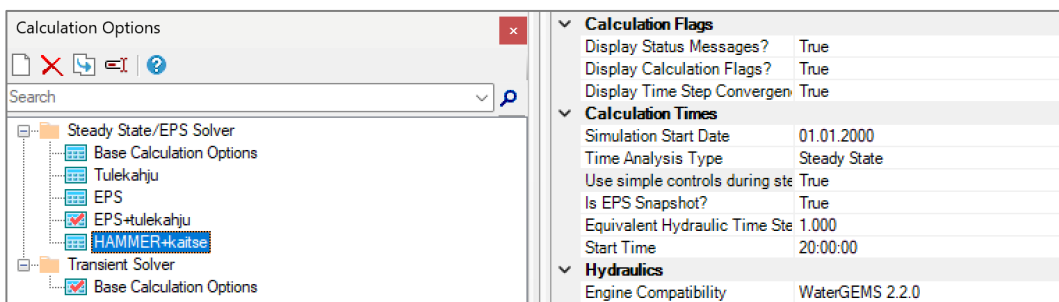 Calculation Options
Search
Steady State/EPS Solver
Base Calculation Options
Tulekahju
EPS
EPS+tulekahju
HAMMER+kaitse
Transient Solver
Base Calculation Options
Calculation Flags
Display Status Messages? True
Display Calculation Flags? True
Display Time Step Convergen True
Calculation Times
Simulation Start Date 01.01.2000
Time Analysis Type Steady State
Use simple controls during ste True
Is EPS Snapshot? True
Equivalent Hydraulic Time Ste 1.000
Start Time 20:00:00
Hydraulics
Engine Compatibility WaterGEMS 2.2.0